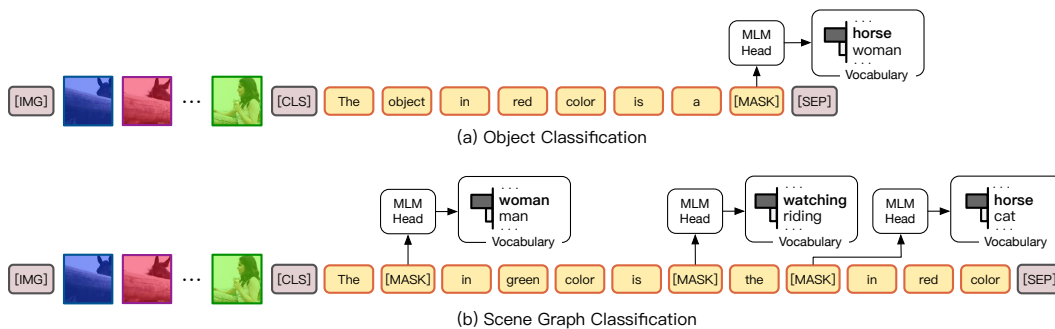 MLM
Head
. . .
horse
woman
. . .
Vocabulary
[IMG] ... [CLS] The object in red color is a [MASK] [SEP]
(a) Object Classification
MLM
Head
. . .
woman
man
. . .
Vocabulary
MLM
Head
. . .
watching
riding
. . .
Vocabulary
MLM
Head
. . .
horse
cat
. . .
Vocabulary
[IMG] ... [CLS] The [MASK] in green color is [MASK] the [MASK] in red color [SEP]
(b) Scene Graph Classification